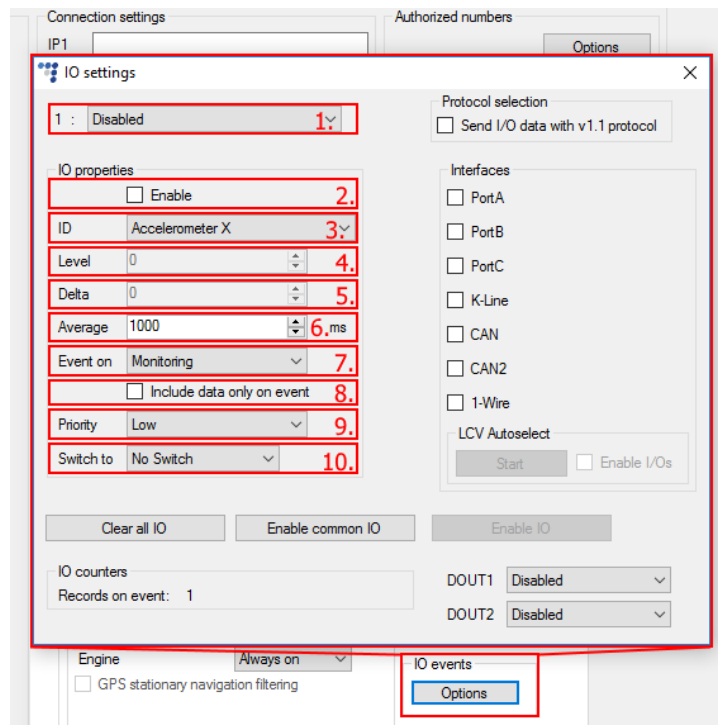 Connection settings
Authorized numbers
IP1
Options
IO settings
1 : Disabled 1.
Protocol selection
Send I/O data with v1.1 protocol
IO properties
Enable 2.
ID Accelerometer X 3.
Level 0 4.
Delta 0 5.
Average 1000 6. ms
Event on Monitoring 7.
Include data only on event 8.
Priority Low 9.
Switch to No Switch 10.
Interfaces
PortA
PortB
PortC
K-Line
CAN
CAN2
1-Wire
LCV Autoselect
Start Enable I/Os
Clear all IO Enable common IO Enable IO
IO counters
Records on event: 1
DOUT1 Disabled
DOUT2 Disabled
Engine Always on
GPS stationary navigation filtering
IO events
Options